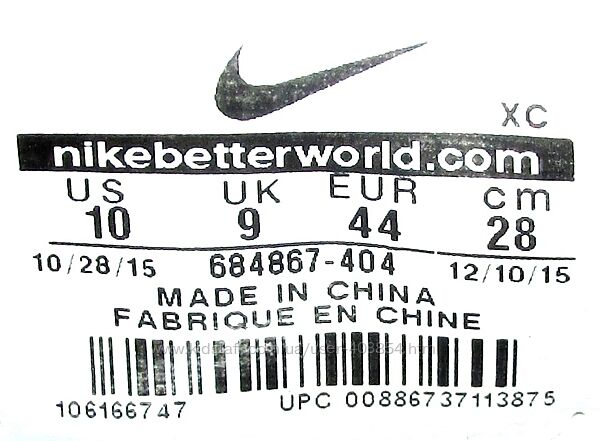 XC
nikebetterworld.com
US UK EUR cm
10 9 44 28
10/28/15 684867-404 12/10/15
MADE IN CHINA
FABRIQUE EN CHINE
106166747 UPC 00886737113875